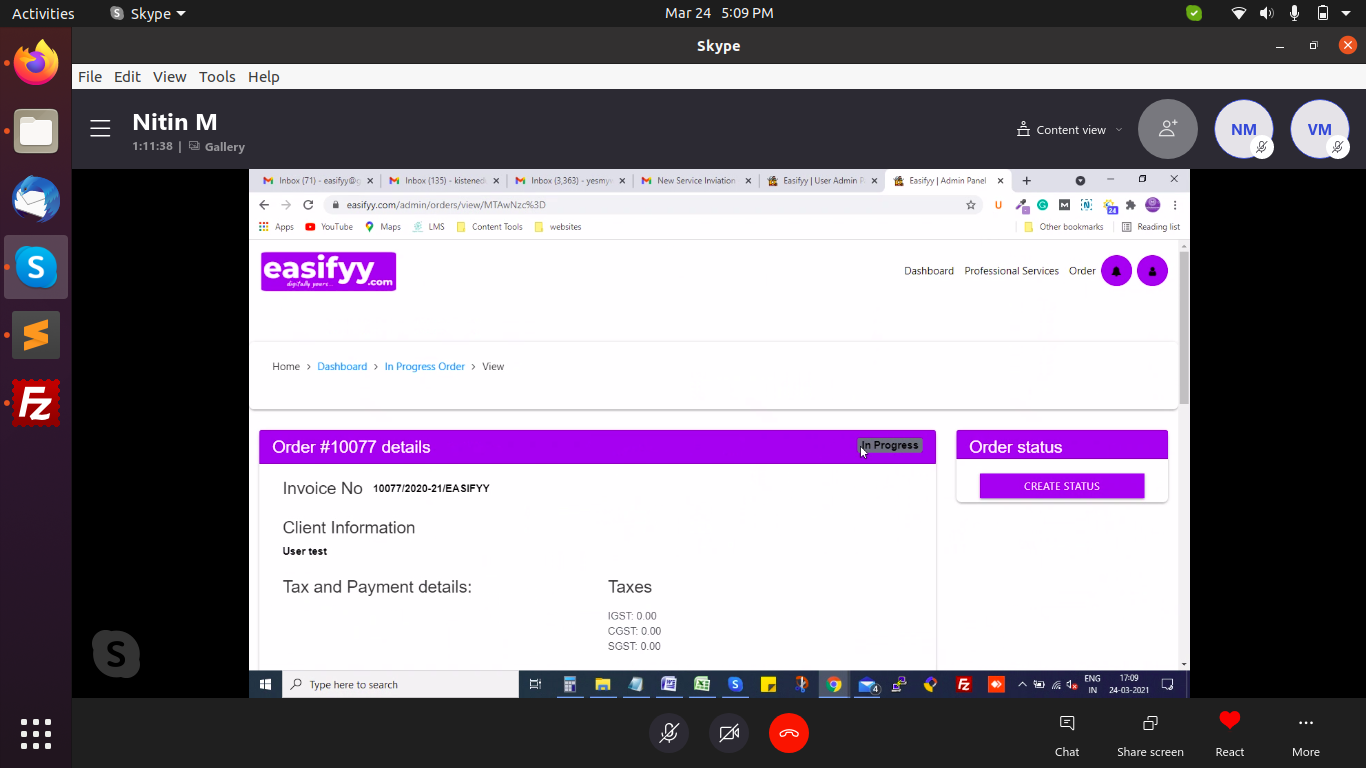 Activities Skype Mar 24 5:09 PM
Skype
File Edit View Tools Help
Nitin M
1:11:38 | Gallery
Content view
NM
VM
Inbox (71) - easifyy@g
Inbox (135) - kistened
Inbox (3,363) - yesmy
New Service Inviation
Easifyy | User Admin P
Easifyy | Admin Panel
easifyy.com/admin/orders/view/MTAwNzc%3D
Apps YouTube Maps LMS Content Tools websites Other bookmarks Reading list
easifyy.com
digitally yours...
Dashboard Professional Services Order
Home > Dashboard > In Progress Order > View
Order #10077 details In Progress
Order status
CREATE STATUS
Invoice No 10077/2020-21/EASIFYY
Client Information
User test
Tax and Payment details: Taxes
IGST: 0.00
CGST: 0.00
SGST: 0.00
Type here to search
4
ENG
IN
17:09
24-03-2021
Chat Share screen React More